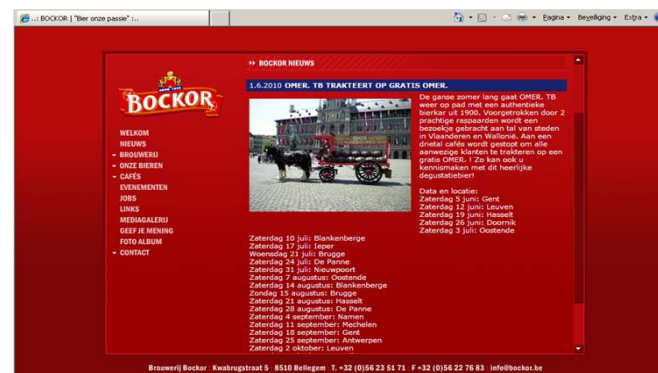 ..: BOCKOR | "Bier onze passie" :..
Pagina
Beveiliging
Extra
BOCKOR NIEUWS
1.6.2010 OMER. TB TRAKTEERT OP GRATIS OMER.
BOCKOR
De ganse zomer lang gaat OMER. TB
weer op pad met een authentieke
bierkar uit 1900. Voorgetrokken door 2
prachtige raspaarden wordt een
bezoekje gebracht aan tal van steden
in Vlaanderen en Wallonië. Aan een
drietal cafés wordt gestopt om alle
aanwezige klanten te trakteren op een
gratis OMER. ! Zo kan ook u
kennismaken met dit heerlijke
degustatiebier!
Data en locatie:
Zaterdag 5 juni: Gent
Zaterdag 12 juni: Leuven
Zaterdag 19 juni: Hasselt
Zaterdag 26 juni: Doornik
Zaterdag 3 juli: Oostende
Zaterdag 10 juli: Blankenberge
Zaterdag 17 juli: Ieper
Woensdag 21 juli: Brugge
Zaterdag 24 juli: De Panne
Zaterdag 31 juli: Nieuwpoort
Zaterdag 7 augustus: Oostende
Zaterdag 14 augustus: Blankenberge
Zondag 15 augustus: Brugge
Zaterdag 21 augustus: Hasselt
Zaterdag 28 augustus: De Panne
Zaterdag 4 september: Namen
Zaterdag 11 september: Mechelen
Zaterdag 18 september: Gent
Zaterdag 25 september: Antwerpen
Zaterdag 2 oktober: Leuven
WELKOM
NIEUWS
BROUWERIJ
ONZE BIEREN
CAFÉS
EVENEMENTEN
JOBS
LINKS
MEDIAGALERIJ
GEEF JE MENING
FOTO ALBUM
CONTACT
Brouwerij Bockor Kwabrugstraat 5 8510 Bellegem T. +32 (0)56 23 51 71 F +32 (0)56 22 76 83 info@bockor.be